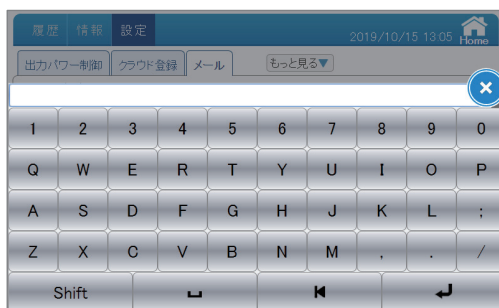 履歴 情報 設定 2019/10/15 13:05 Home
出力パワー制御 クラウド登録 メール もっと見る▼
1 2 3 4 5 6 7 8 9 0
Q W E R T Y U I O P
A S D F G H J K L ;
Z X C V B N M , . /
Shift